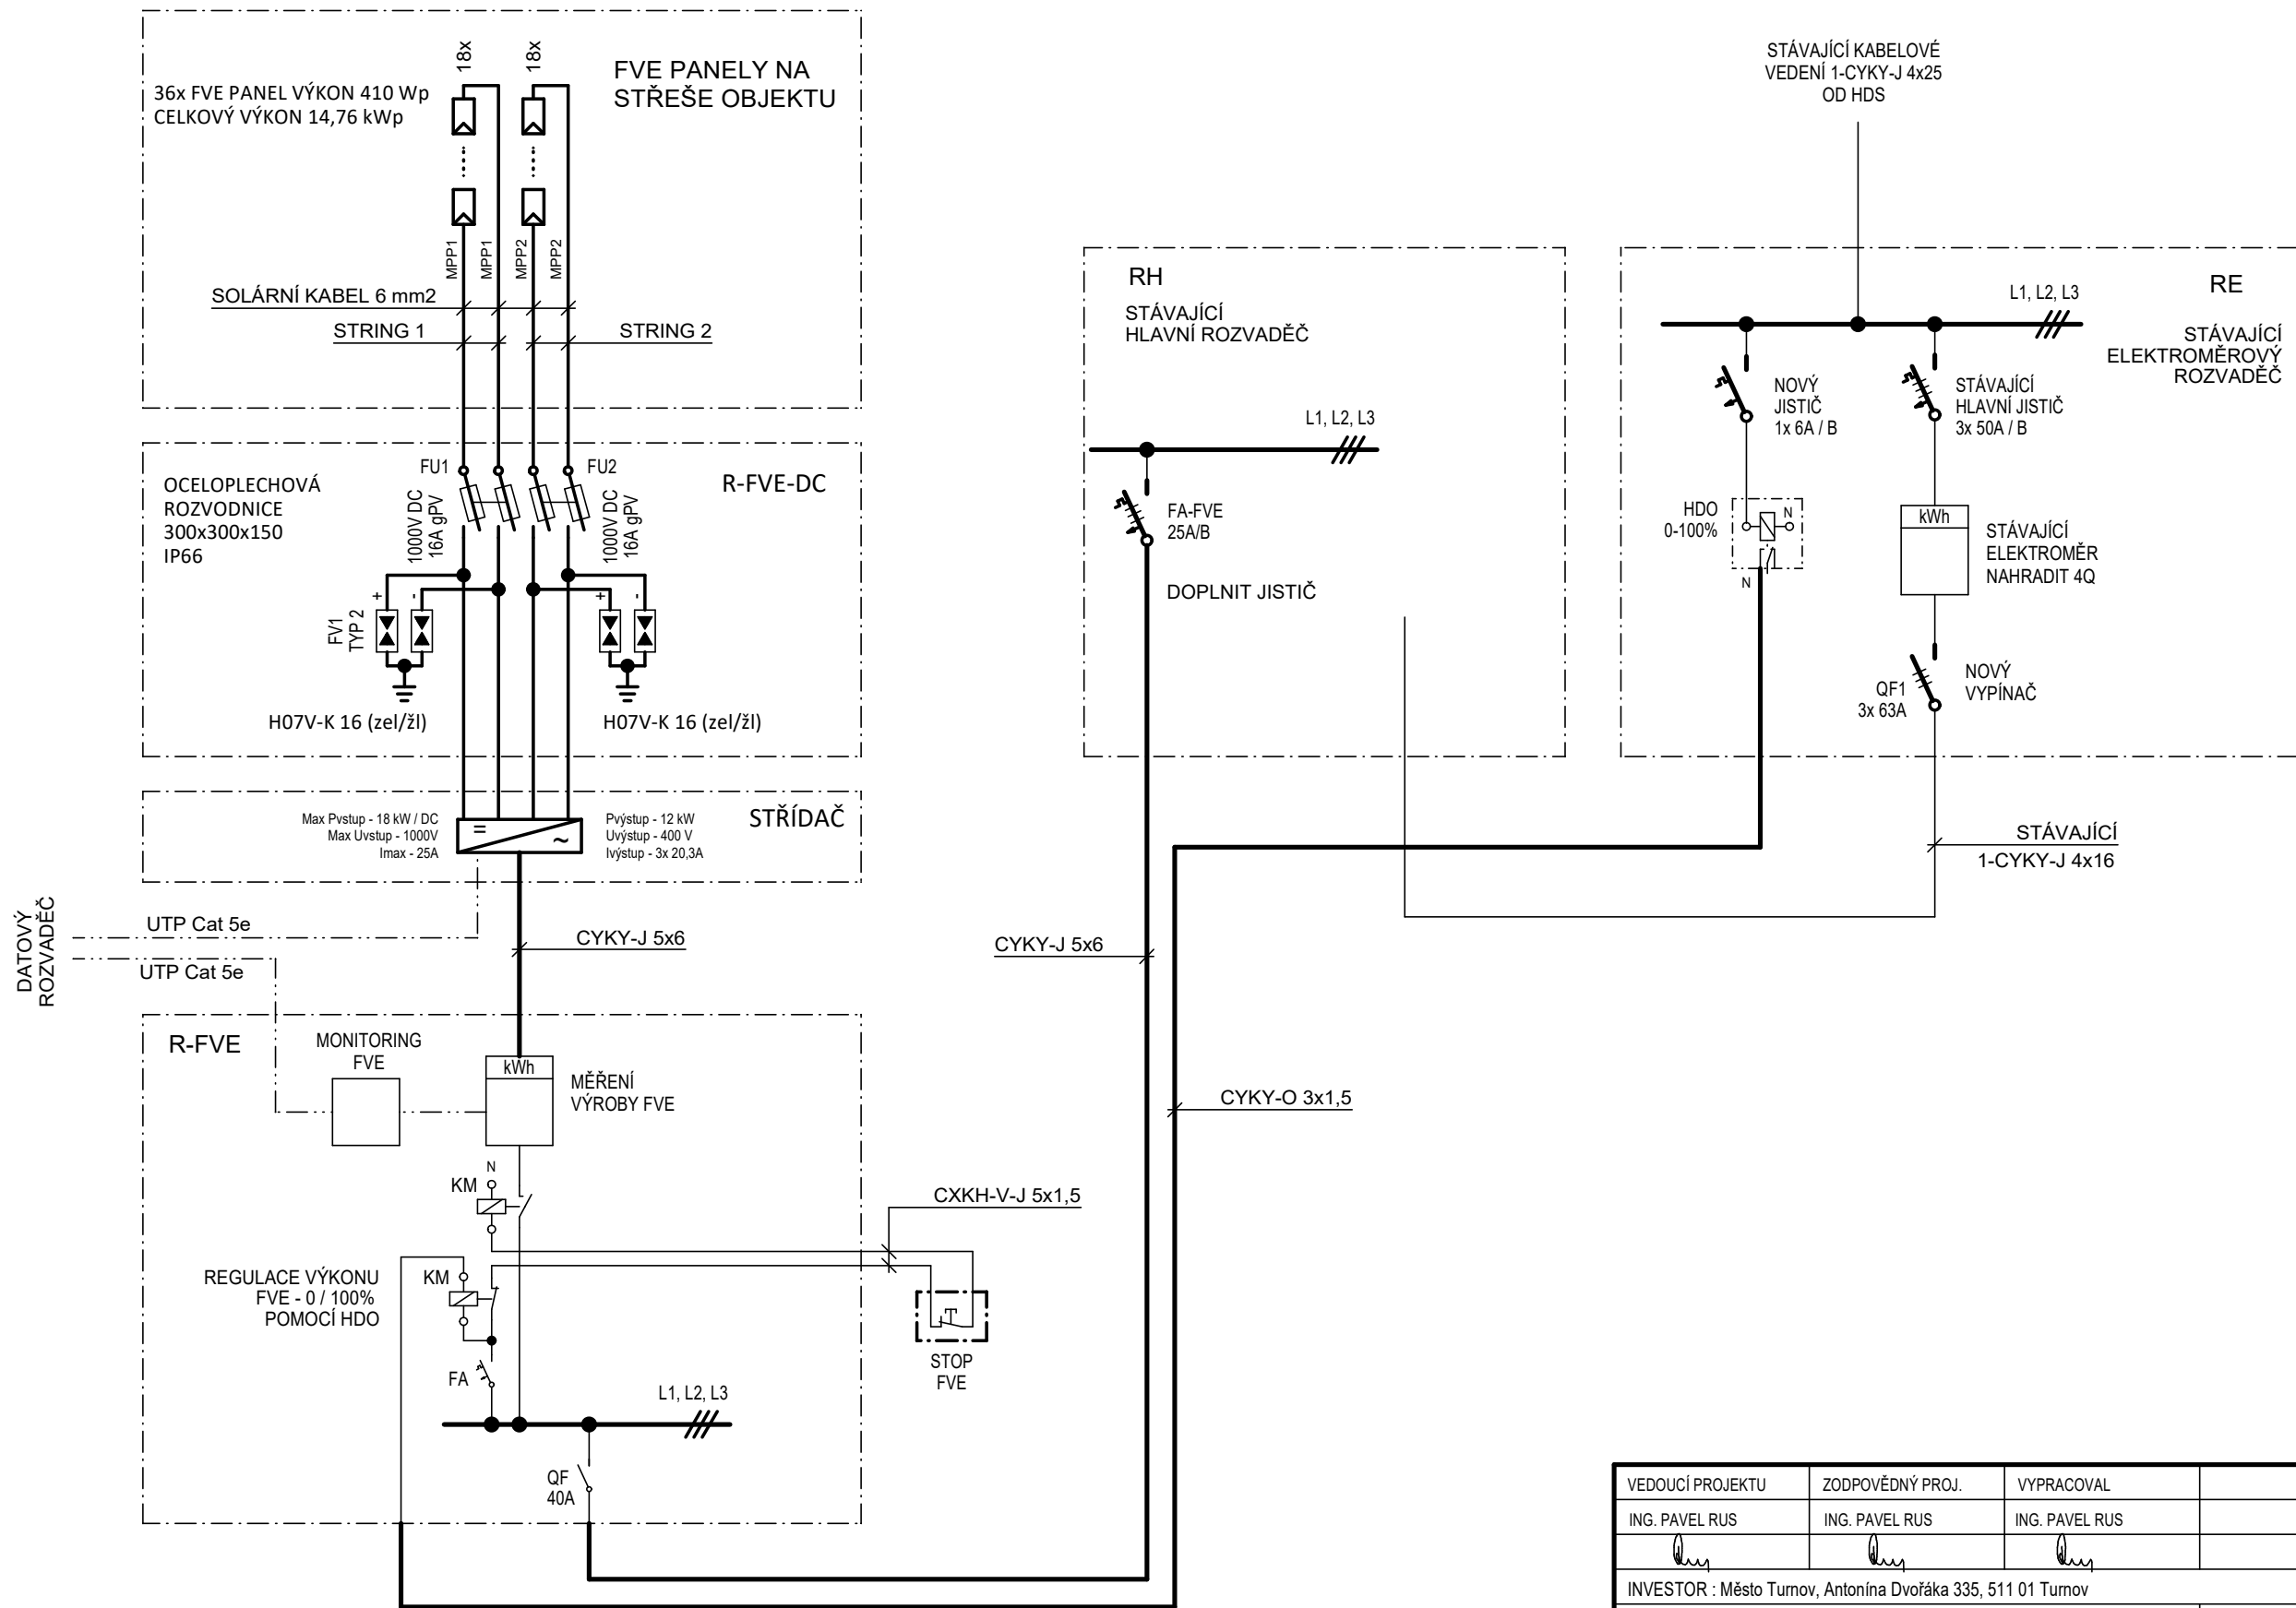 18x
18x
36x FVE PANEL VÝKON 410 Wp
CELKOVÝ VÝKON 14,76 kWp
FVE PANELY NA
STŘEŠE OBJEKTU
MPP1
MPP1
MPP2
MPP2
SOLÁRNÍ KABEL 6 mm2
STRING 1
STRING 2
OCELOPLECHOVÁ
ROZVODNICE
300x300x150
IP66
FU1
1000V DC
16A gPV
FU2
1000V DC
16A gPV
R-FVE-DC
FV1
TYP 2
+
-
+
-
H07V-K 16 (zel/žl)
H07V-K 16 (zel/žl)
Max Pvstup - 18 kW / DC
Max Uvstup - 1000V
Imax - 25A
=
~
Pvýstup - 12 kW
Uvýstup - 400 V
Ivýstup - 3x 20,3A
STŘÍDAČ
DATOVÝ
ROZVADĚČ
UTP Cat 5e
UTP Cat 5e
CYKY-J 5x6
R-FVE
MONITORING
FVE
kWh
MĚŘENÍ
VÝROBY FVE
N
KM
REGULACE VÝKONU
FVE - 0 / 100%
POMOCÍ HDO
KM
FA
L1, L2, L3
QF
40A
CXKH-V-J 5x1,5
STOP
FVE
RH
STÁVAJÍCÍ
HLAVNÍ ROZVADĚČ
L1, L2, L3
FA-FVE
25A/B
DOPLNIT JISTIČ
CYKY-J 5x6
CYKY-O 3x1,5
STÁVAJÍCÍ KABELOVÉ
VEDENÍ 1-CYKY-J 4x25
OD HDS
RE
L1, L2, L3
STÁVAJÍCÍ
ELEKTROMĚROVÝ
ROZVADĚČ
NOVÝ
JISTIČ
1x 6A / B
STÁVAJÍCÍ
HLAVNÍ JISTIČ
3x 50A / B
HDO
0-100%
N
N
kWh
STÁVAJÍCÍ
ELEKTROMĚR
NAHRADIT 4Q
QF1
3x 63A
NOVÝ
VYPÍNAČ
STÁVAJÍCÍ
1-CYKY-J 4x16
VEDOUCÍ PROJEKTU
ZODPOVĚDNÝ PROJ.
VYPRACOVAL
ING. PAVEL RUS
ING. PAVEL RUS
ING. PAVEL RUS
INVESTOR : Město Turnov, Antonína Dvořáka 335, 511 01 Turnov